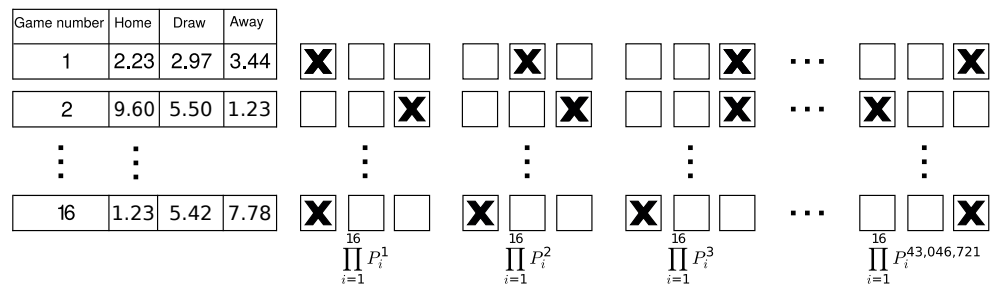 Game number Home Draw Away
1 2.23 2.97 3.44 X X X ... X
2 9.60 5.50 1.23 X X X ... X
⋮ ⋮ ⋮ ⋮ ⋮ ⋮
16 1.23 5.42 7.78 X X X ... X
16 16 16 16
∏ P_i^1 ∏ P_i^2 ∏ P_i^3 ∏ P_i^43,046,721
i=1 i=1 i=1 i=1